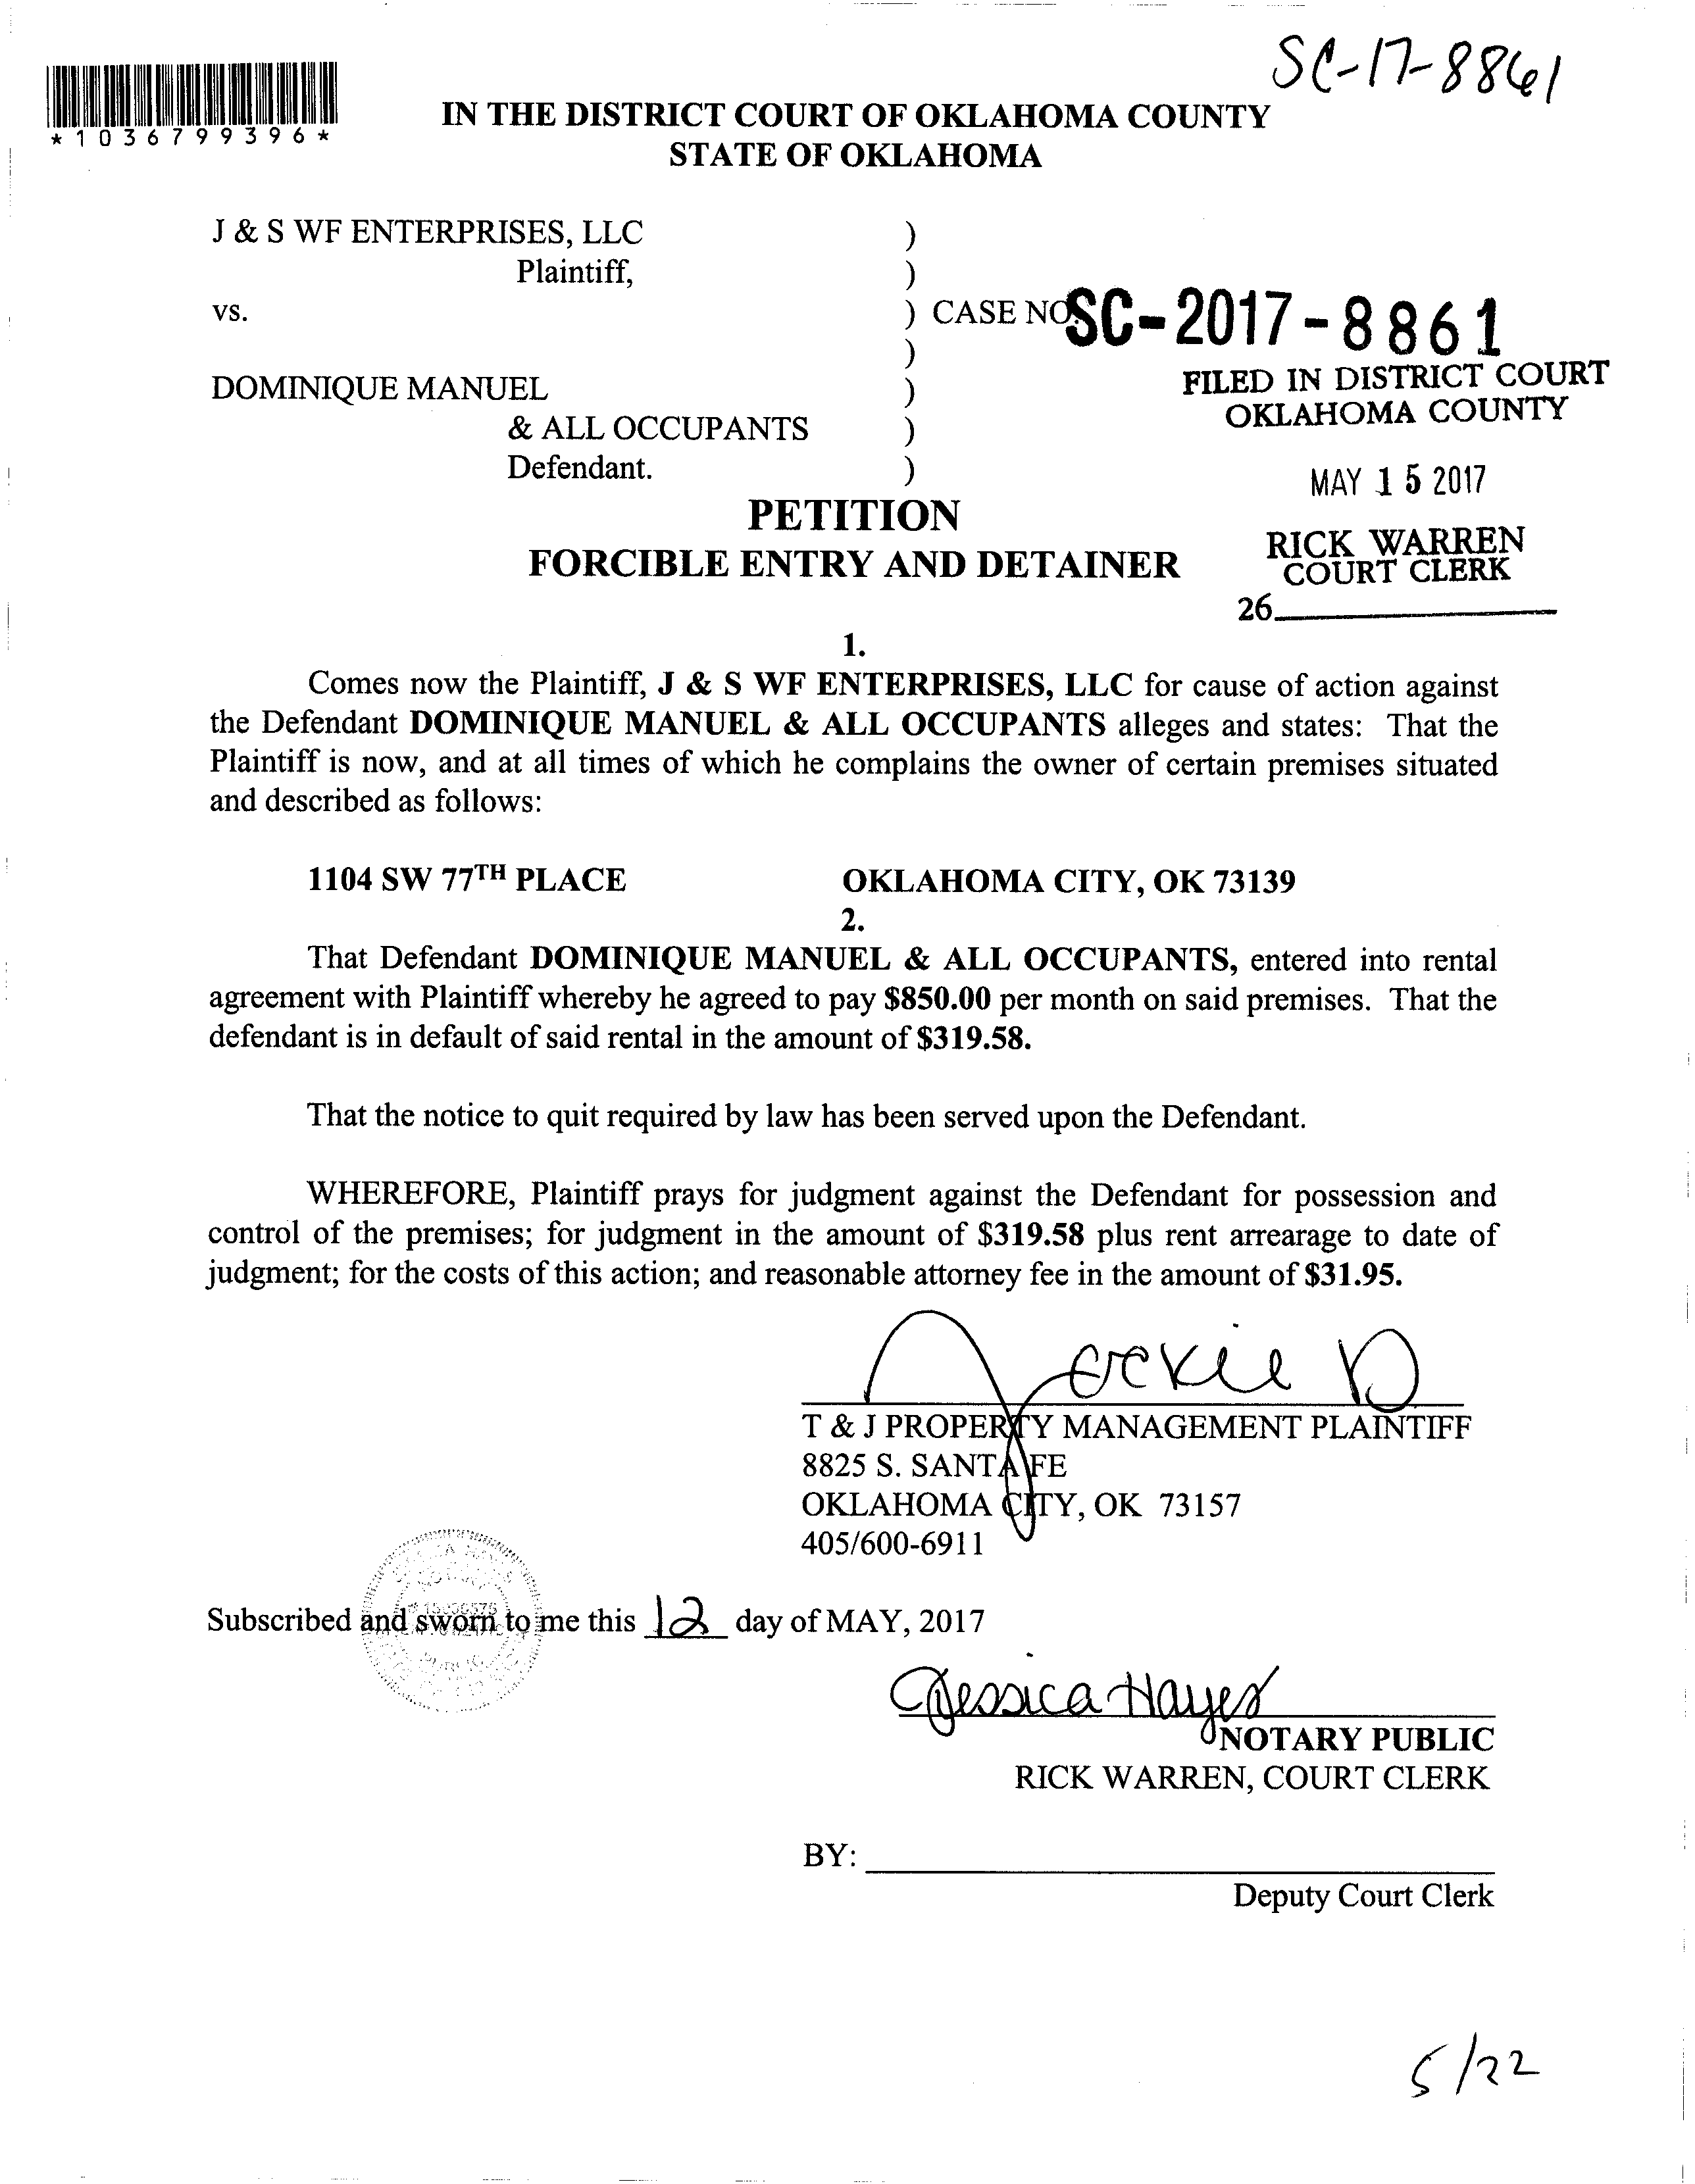 SC-17-8861
*1036799396*
IN THE DISTRICT COURT OF OKLAHOMA COUNTY
STATE OF OKLAHOMA
J & S WF ENTERPRISES, LLC )
Plaintiff, )
vs. ) CASE NO. SC-2017-8861
)
DOMINIQUE MANUEL )
& ALL OCCUPANTS )
Defendant. )
FILED IN DISTRICT COURT
OKLAHOMA COUNTY
MAY 15 2017
RICK WARREN
COURT CLERK
26
PETITION
FORCIBLE ENTRY AND DETAINER
1.
Comes now the Plaintiff, J & S WF ENTERPRISES, LLC for cause of action against
the Defendant DOMINIQUE MANUEL & ALL OCCUPANTS alleges and states: That the
Plaintiff is now, and at all times of which he complains the owner of certain premises situated
and described as follows:
1104 SW 77TH PLACE OKLAHOMA CITY, OK 73139
2.
That Defendant DOMINIQUE MANUEL & ALL OCCUPANTS, entered into rental
agreement with Plaintiff whereby he agreed to pay $850.00 per month on said premises. That the
defendant is in default of said rental in the amount of $319.58.
That the notice to quit required by law has been served upon the Defendant.
WHEREFORE, Plaintiff prays for judgment against the Defendant for possession and
control of the premises; for judgment in the amount of $319.58 plus rent arrearage to date of
judgment; for the costs of this action; and reasonable attorney fee in the amount of $31.95.
Jackie D
T & J PROPERTY MANAGEMENT PLAINTIFF
8825 S. SANTA FE
OKLAHOMA CITY, OK 73157
405/600-6911
Subscribed and sworn to me this 12 day of MAY, 2017
Jessica Hayes
NOTARY PUBLIC
RICK WARREN, COURT CLERK
BY:
Deputy Court Clerk
5/22